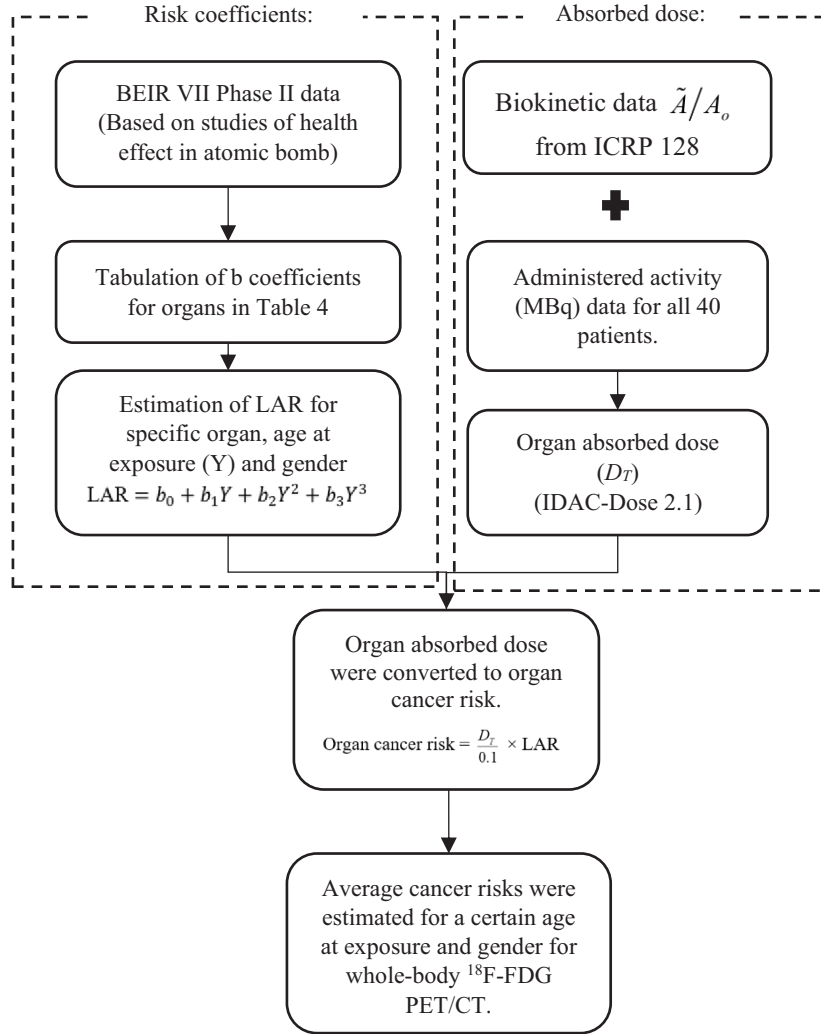 Risk coefficients:
BEIR VII Phase II data
(Based on studies of health
effect in atomic bomb)
Tabulation of b coefficients
for organs in Table 4
Estimation of LAR for
specific organ, age at
exposure (Y) and gender
LAR = b₀ + b₁Y + b₂Y² + b₃Y³
Absorbed dose:
Biokinetic data Ã/Aₒ
from ICRP 128
Administered activity
(MBq) data for all 40
patients.
Organ absorbed dose
(D_T)
(IDAC-Dose 2.1)
Organ absorbed dose
were converted to organ
cancer risk.
Organ cancer risk = D_T/0.1 × LAR
Average cancer risks were
estimated for a certain age
at exposure and gender for
whole-body ¹⁸F-FDG
PET/CT.